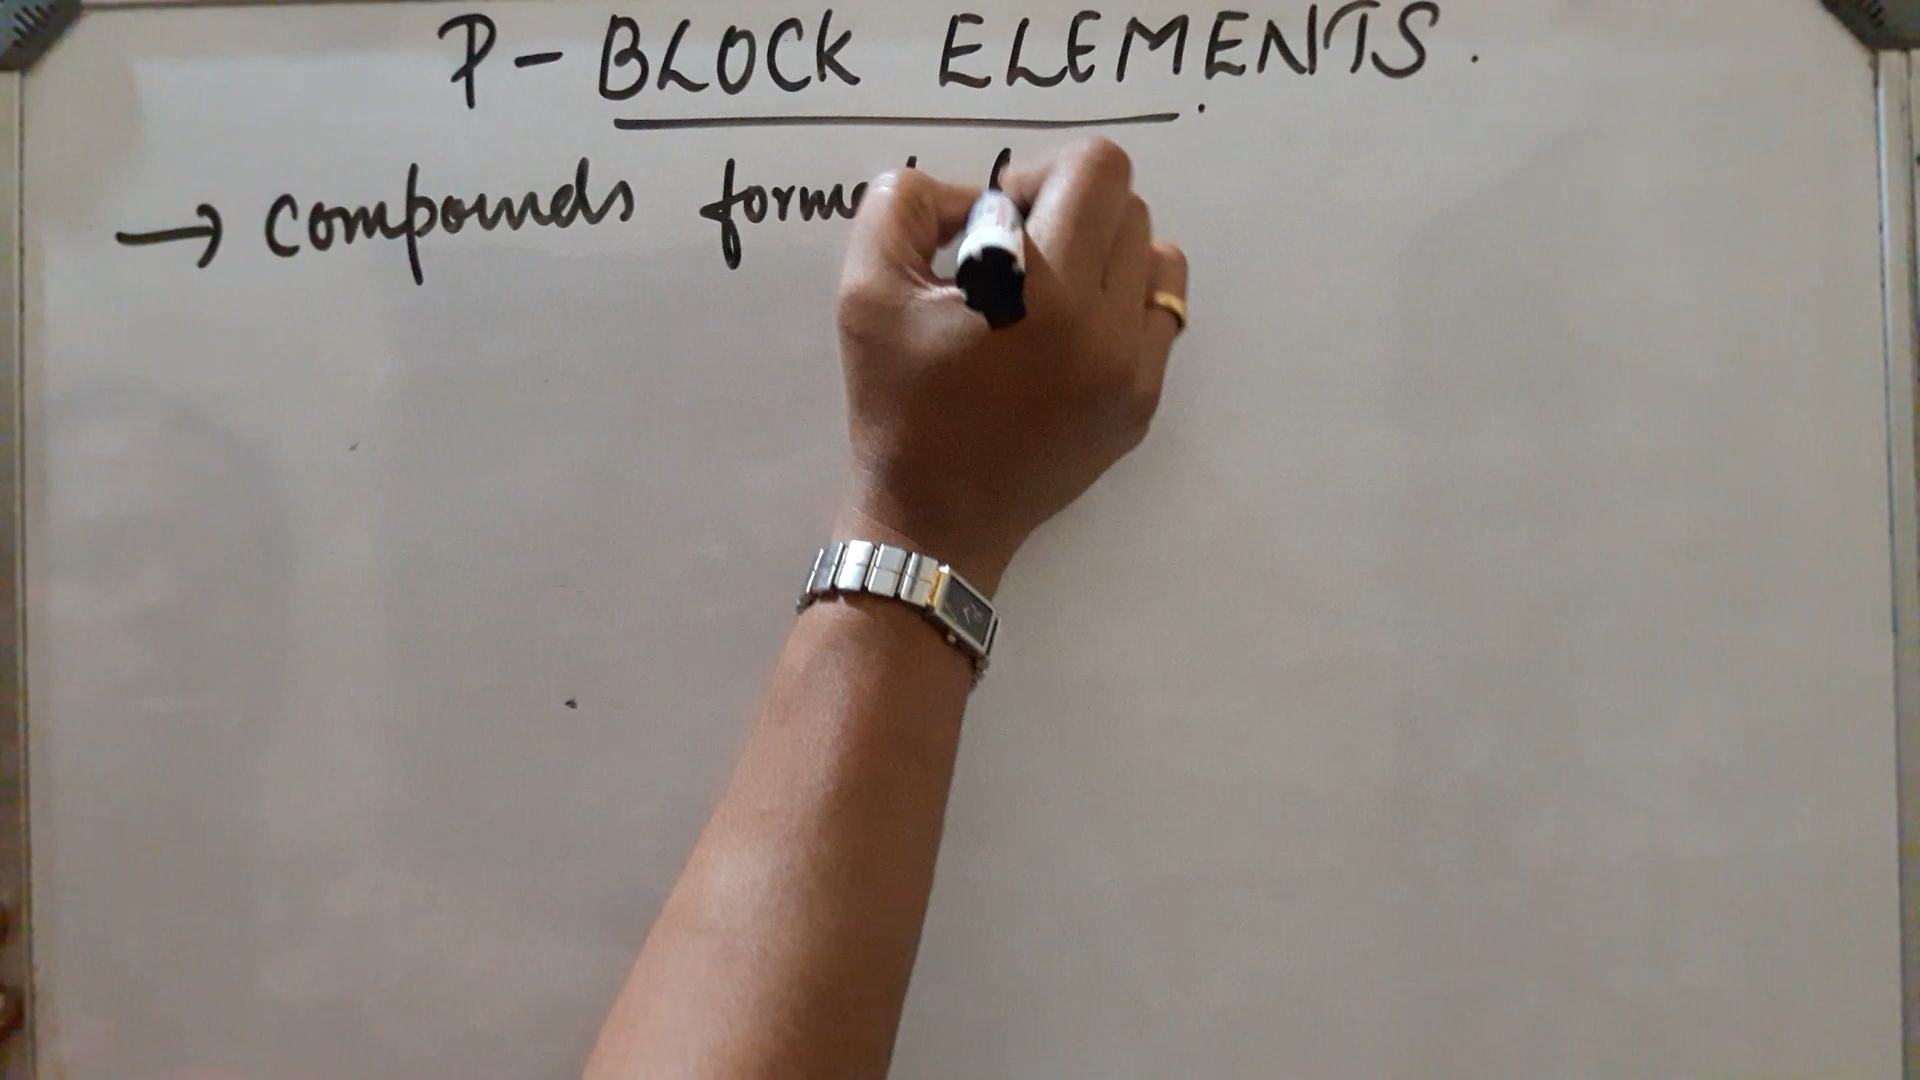 P - BLOCK ELEMENTS.
→ compounds